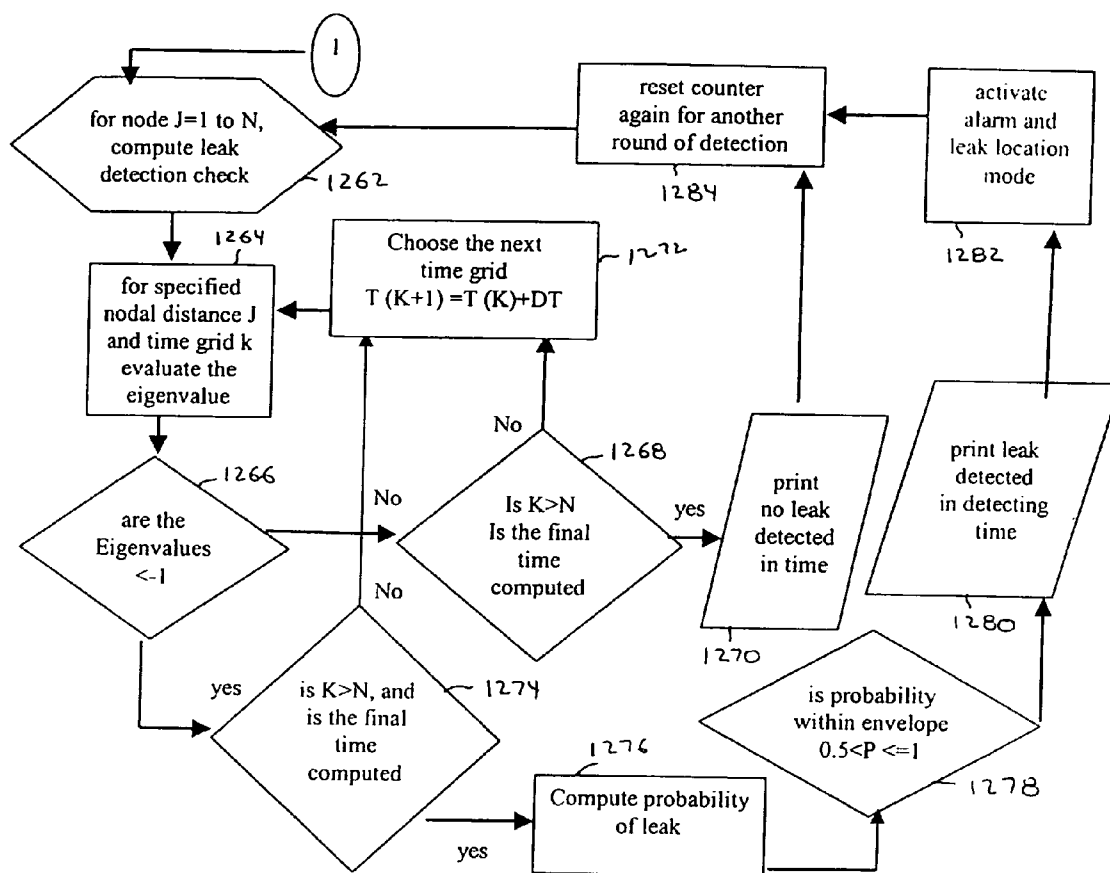 1
for node J=1 to N,
compute leak
detection check
1262
reset counter
again for another
round of detection
1284
activate
alarm and
leak location
mode
1282
1264
for specified
nodal distance J
and time grid k
evaluate the
eigenvalue
Choose the next
time grid
T (K+1) =T (K)+DT
1272
1266
are the
Eigenvalues
<-1
No
No
1268
Is K>N
Is the final
time
computed
yes
print
no leak
detected
in time
1270
print leak
detected
in detecting
time
1280
yes
No
is K>N, and
is the final
time
computed
1274
yes
1276
Compute probability
of leak
is probability
within envelope
0.5<P <=1
1278